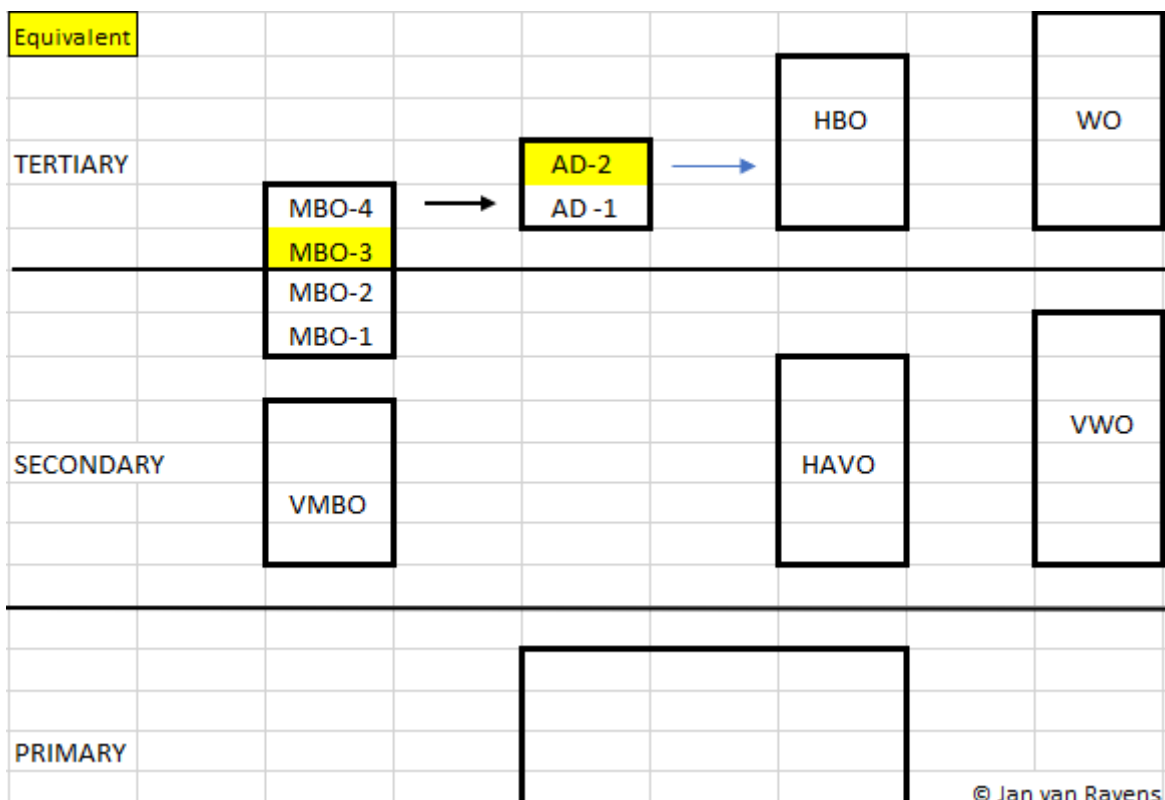 Equivalent
HBO
WO
TERTIARY
AD-2
MBO-4
AD -1
MBO-3
MBO-2
MBO-1
VWO
SECONDARY
HAVO
VMBO
PRIMARY
© Jan van Ravens